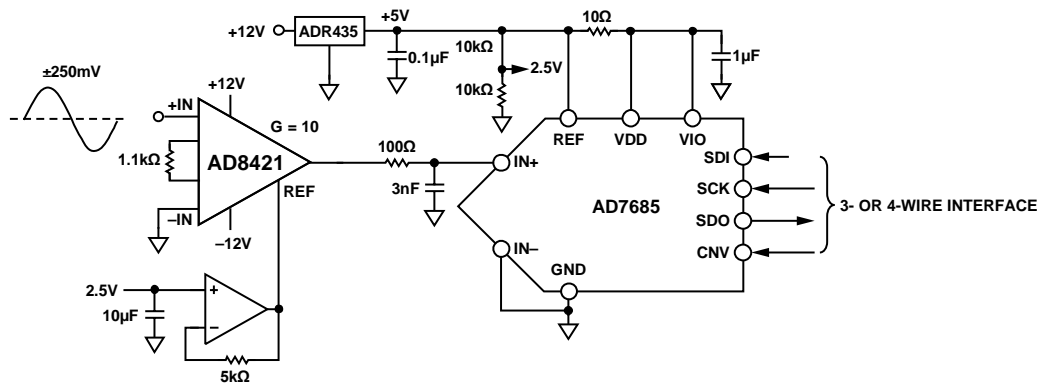 ±250mV
+12V
ADR435
+5V
0.1µF
10kΩ
2.5V
10kΩ
10Ω
1µF
+IN
+12V
G = 10
1.1kΩ
AD8421
REF
–IN
–12V
100Ω
3nF
REF
VDD
VIO
IN+
SDI
SCK
AD7685
SDO
CNV
3- OR 4-WIRE INTERFACE
IN–
GND
2.5V
10µF
+
–
5kΩ